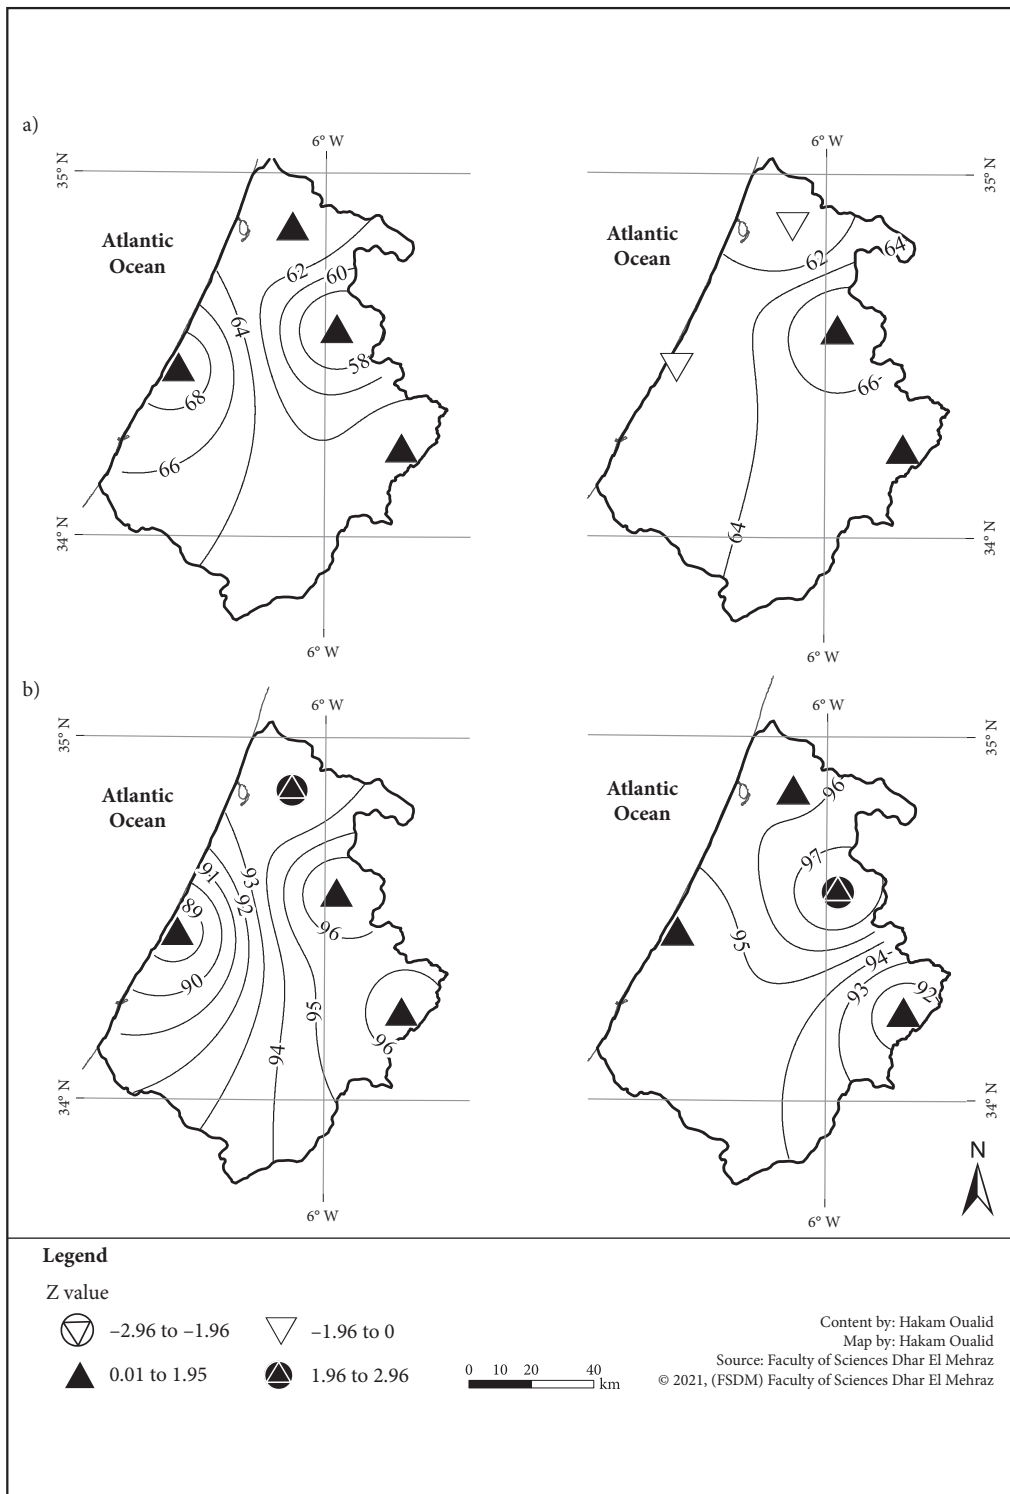 a)
6° W
6° W
35° N
35° N
Atlantic
Ocean
Atlantic
Ocean
62
60
64
58
68
66
62
64
66
64
34° N
34° N
6° W
6° W
b)
6° W
6° W
35° N
35° N
Atlantic
Ocean
Atlantic
Ocean
91
93
92
89
90
96
95
94
96
96
97
95
94
93
92
34° N
34° N
6° W
6° W
N
Legend
Z value
–2.96 to –1.96
–1.96 to 0
0.01 to 1.95
1.96 to 2.96
0 10 20 40
km
Content by: Hakam Oualid
Map by: Hakam Oualid
Source: Faculty of Sciences Dhar El Mehraz
© 2021, (FSDM) Faculty of Sciences Dhar El Mehraz